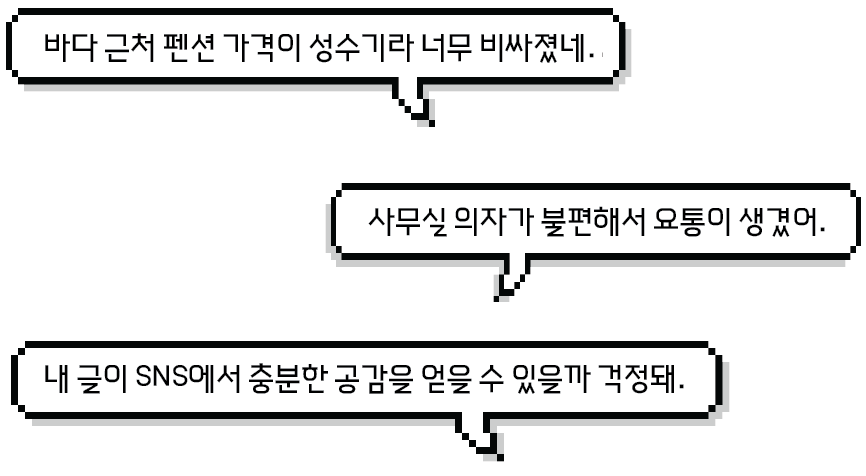 바다 근처 펜션 가격이 성수기라 너무 비싸졌네.
사무실 의자가 불편해서 요통이 생겼어.
내 글이 SNS에서 충분한 공감을 얻을 수 있을까 걱정돼.